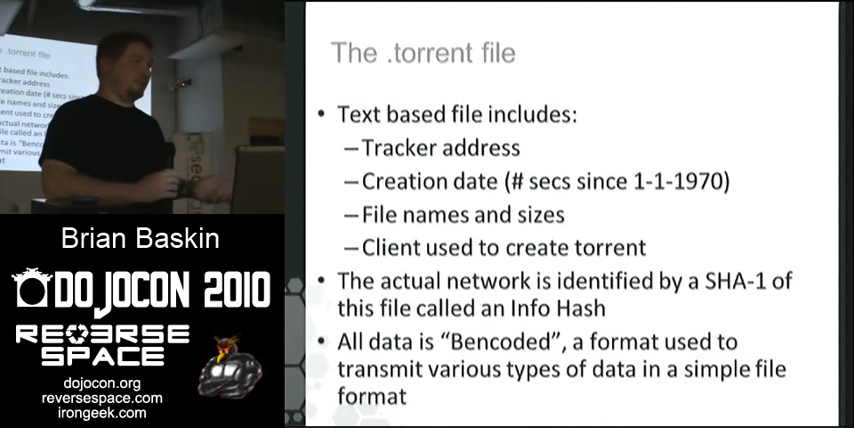 The .torrent file
• Text based file includes:
–Tracker address
–Creation date (# secs since 1-1-1970)
–File names and sizes
–Client used to create torrent
• The actual network is identified by a SHA-1 of
this file called an Info Hash
• All data is “Bencoded”, a format used to
transmit various types of data in a simple file
format
Brian Baskin
DOJOCON 2010
REVERSE
SPACE
dojocon.org
reversespace.com
irongeek.com
.torrent file